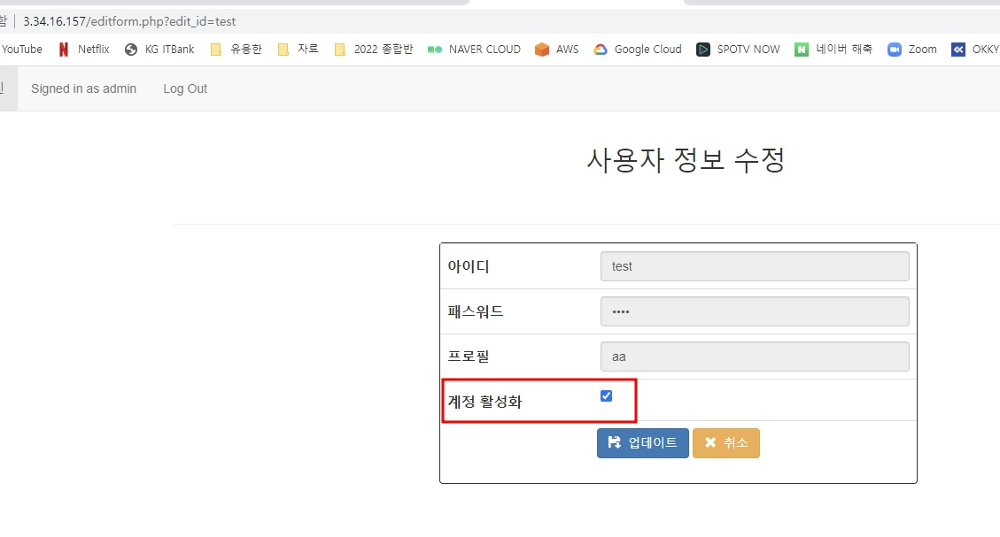 함 3.34.16.157/editform.php?edit_id=test
YouTube Netflix KG ITBank 유용한 자료 2022 종합반 NAVER CLOUD AWS Google Cloud SPOTV NOW 네이버 해축 Zoom OKKY
Signed in as admin Log Out
사용자 정보 수정
아이디 test
패스워드 ••••
프로필 aa
계정 활성화
업데이트 취소